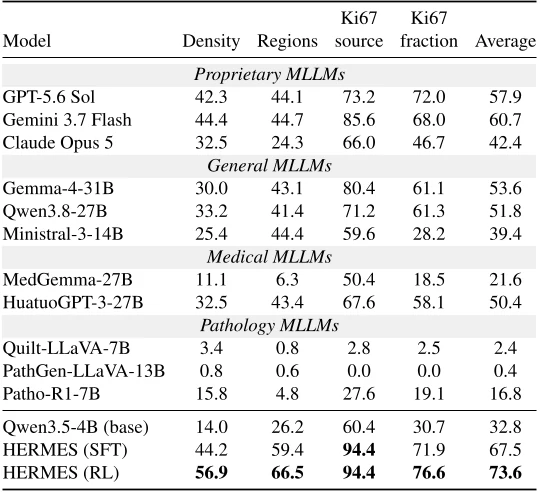 Ki67 Ki67
Model Density Regions source fraction Average
Proprietary MLLMs
GPT-5.6 Sol 42.3 44.1 73.2 72.0 57.9
Gemini 3.7 Flash 44.4 44.7 85.6 68.0 60.7
Claude Opus 5 32.5 24.3 66.0 46.7 42.4
General MLLMs
Gemma-4-31B 30.0 43.1 80.4 61.1 53.6
Qwen3.8-27B 33.2 41.4 71.2 61.3 51.8
Ministral-3-14B 25.4 44.4 59.6 28.2 39.4
Medical MLLMs
MedGemma-27B 11.1 6.3 50.4 18.5 21.6
HuatuoGPT-3-27B 32.5 43.4 67.6 58.1 50.4
Pathology MLLMs
Quilt-LLaVA-7B 3.4 0.8 2.8 2.5 2.4
PathGen-LLaVA-13B 0.8 0.6 0.0 0.0 0.4
Patho-R1-7B 15.8 4.8 27.6 19.1 16.8
Qwen3.5-4B (base) 14.0 26.2 60.4 30.7 32.8
HERMES (SFT) 44.2 59.4 94.4 71.9 67.5
HERMES (RL) 56.9 66.5 94.4 76.6 73.6